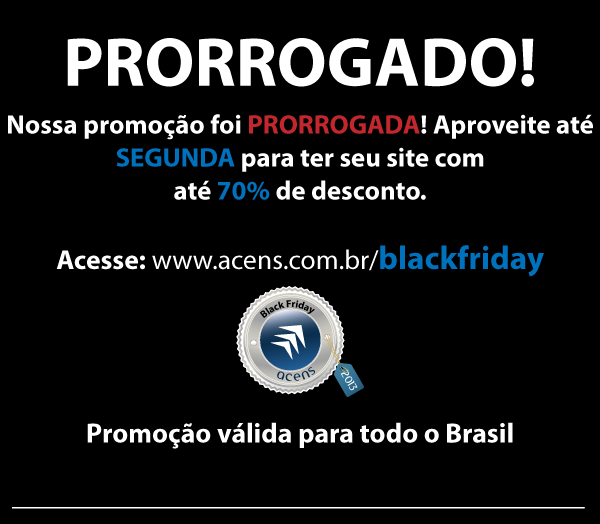 PRORROGADO!
Nossa promoção foi PRORROGADA! Aproveite até
SEGUNDA para ter seu site com
até 70% de desconto.
Acesse: www.acens.com.br/blackfriday
Black Friday
acens
2013
Promoção válida para todo o Brasil